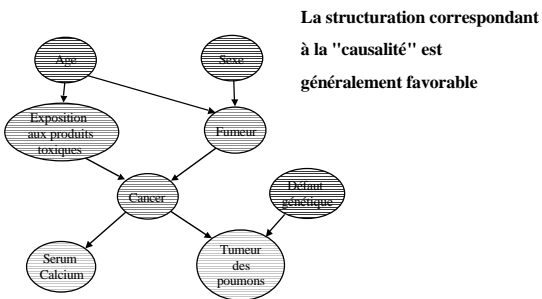 La structuration correspondant
à la "causalité" est
généralement favorable
Age
Sexe
Exposition
aux produits
toxiques
Fumeur
Cancer
Défaut
génétique
Serum
Calcium
Tumeur
des
poumons